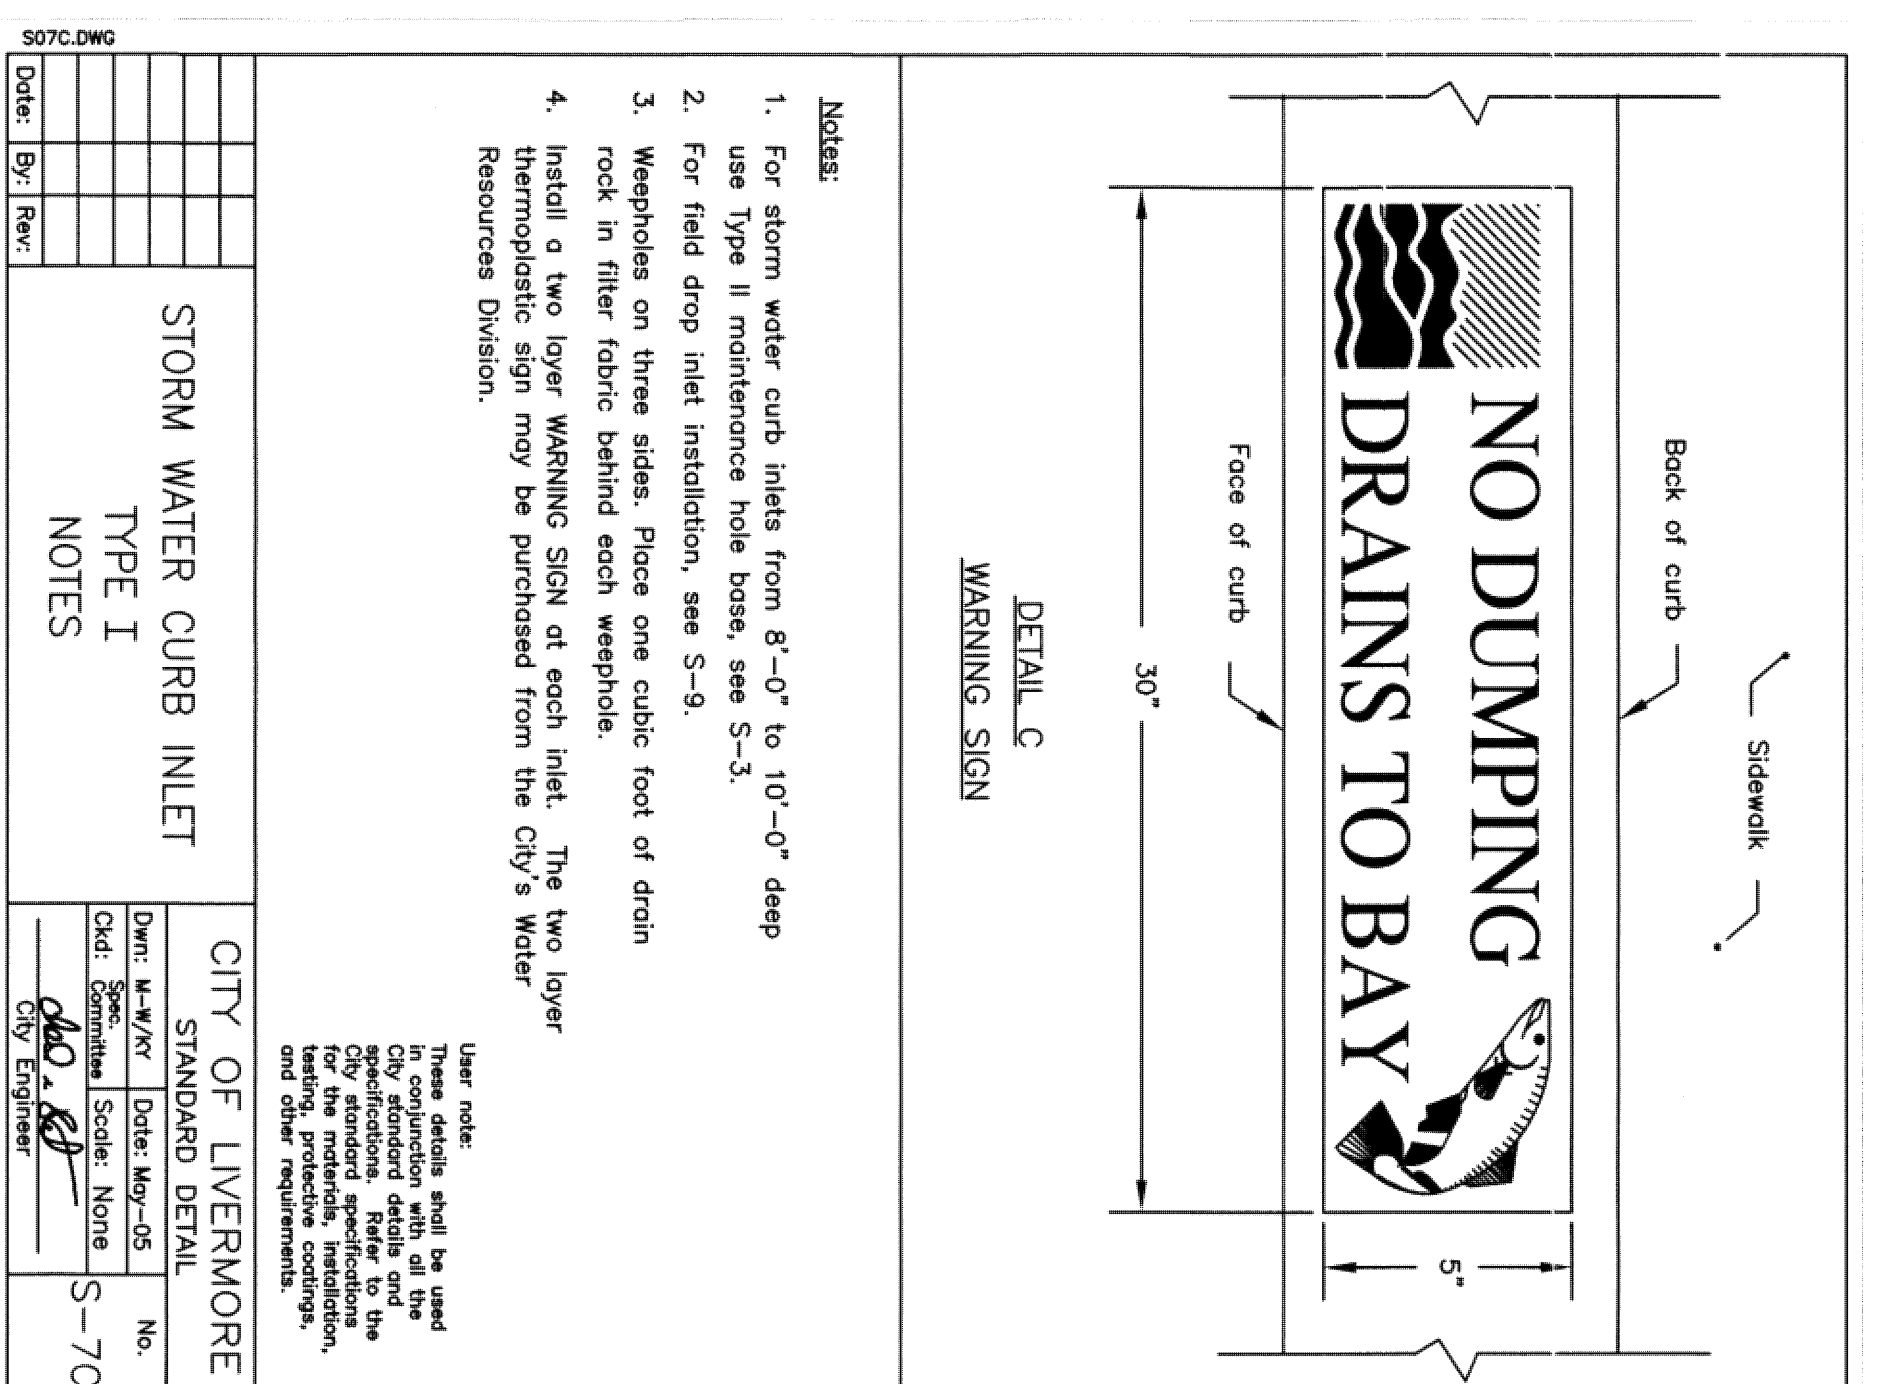 Sidewalk
Back of curb
NO DUMPING
DRAINS TO BAY
5"
Face of curb
30"
DETAIL C
WARNING SIGN
Notes:
1. For storm water curb inlets from 8'-0" to 10'-0" deep
use Type II maintenance hole base, see S-3.
2. For field drop inlet installation, see S-9.
3. Weepholes on three sides. Place one cubic foot of drain
rock in filter fabric behind each weephole.
4. Install a two layer WARNING SIGN at each inlet. The two layer
thermoplastic sign may be purchased from the City's Water
Resources Division.
User note:
These details shall be used
in conjunction with all the
City standard details and
specifications. Refer to the
City standard specifications
for the materials, installation,
testing, protective coatings,
and other requirements.
Date: By: Rev:
STORM WATER CURB INLET
TYPE I
NOTES
CITY OF LIVERMORE
STANDARD DETAIL
Dwn: M-W/KY
Date: May-05
Ckd: Spec.
Committee
Scale: None
City Engineer
No.
S-7C
S07C.DWG